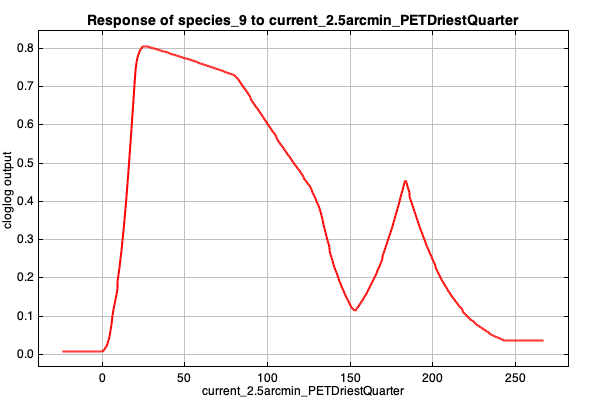 Response of species_9 to current_2.5arcmin_PETDriestQuarter
cloglog output
0.8
0.7
0.6
0.5
0.4
0.3
0.2
0.1
0.0
0 50 100 150 200 250
current_2.5arcmin_PETDriestQuarter